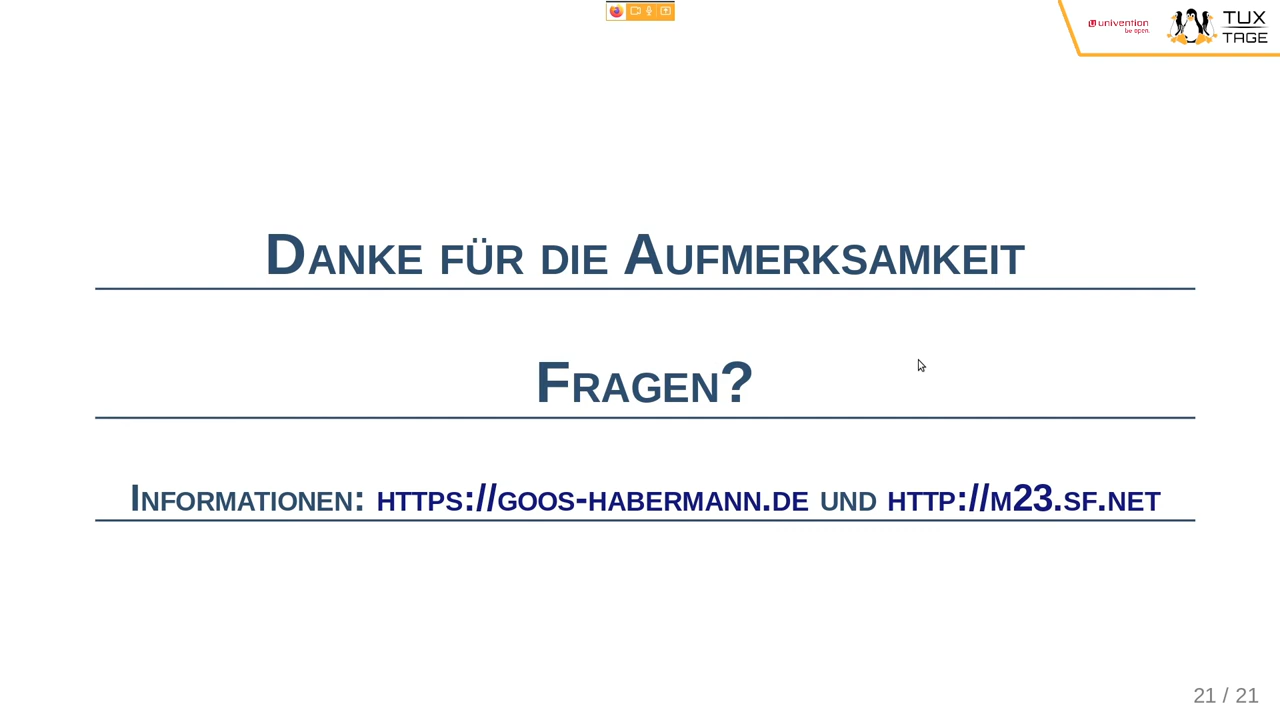 univention
be open.
TUX
TAGE
Danke für die Aufmerksamkeit
Fragen?
Informationen: https://goos-habermann.de und http://m23.sf.net
21 / 21